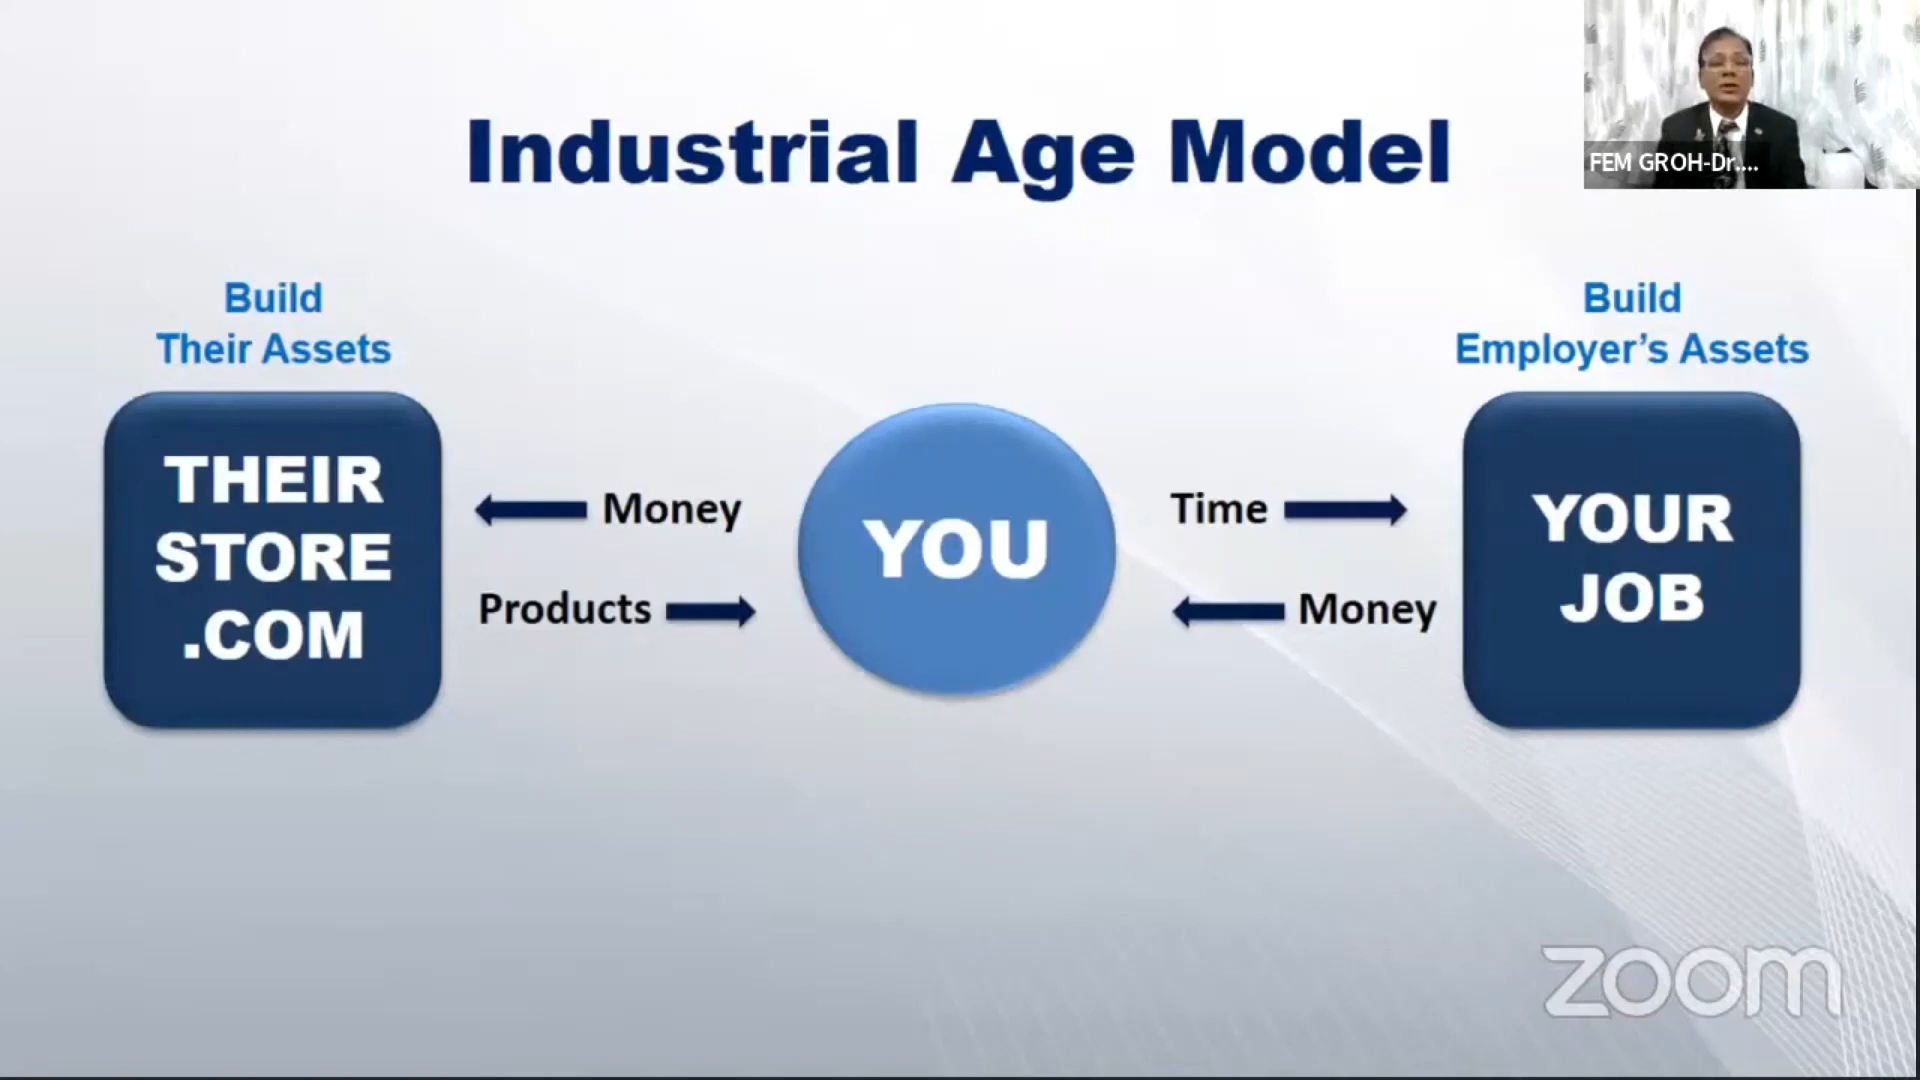 FEM GROH-Dr....
Industrial Age Model
Build
Their Assets
THEIR
STORE
.COM
Money
Products
YOU
Time
Money
Build
Employer’s Assets
YOUR
JOB
zoom